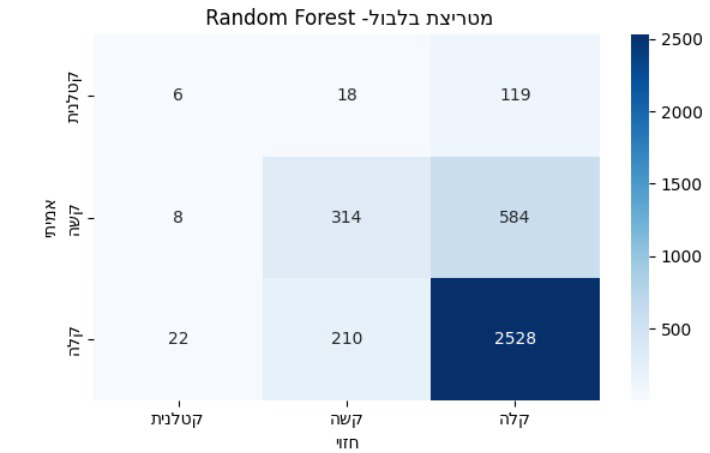 מטריצת בלבול- Random Forest
קטלנית
קשה
קלה
אמיתי
6 18 119
8 314 584
22 210 2528
קטלנית קשה קלה
חזוי
2500
2000
1500
1000
500